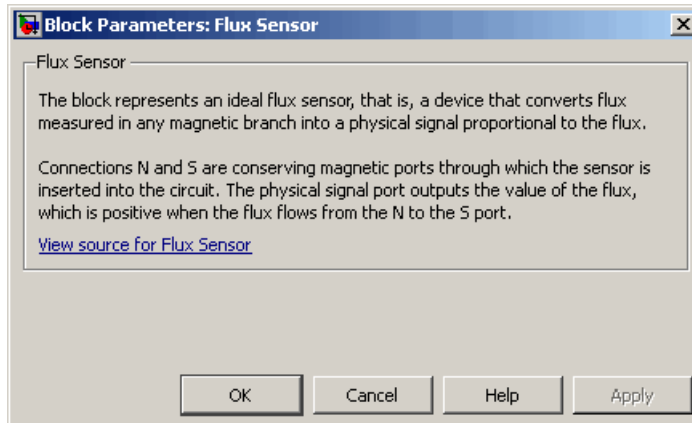 Block Parameters: Flux Sensor
Flux Sensor
The block represents an ideal flux sensor, that is, a device that converts flux
measured in any magnetic branch into a physical signal proportional to the flux.
Connections N and S are conserving magnetic ports through which the sensor is
inserted into the circuit. The physical signal port outputs the value of the flux,
which is positive when the flux flows from the N to the S port.
View source for Flux Sensor
OK Cancel Help Apply